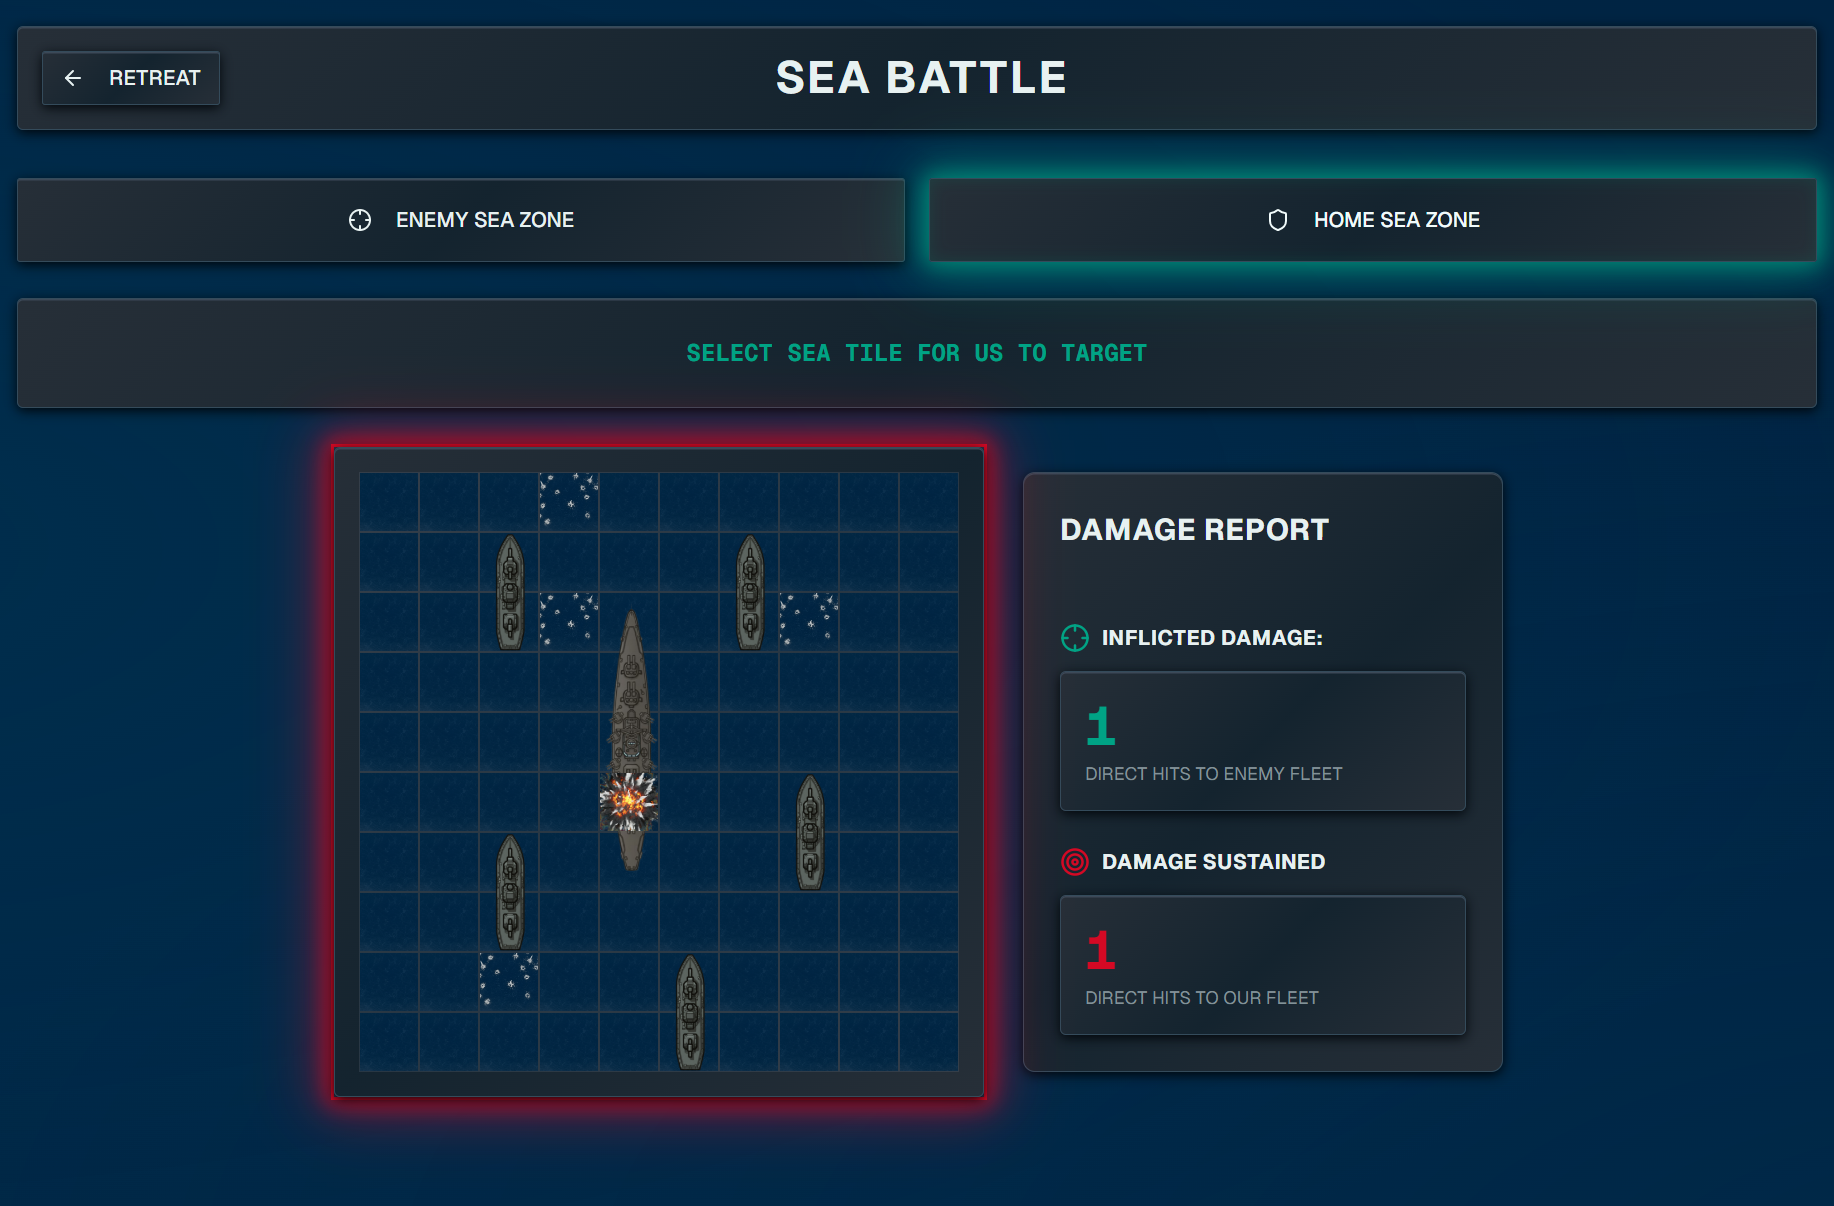 RETREAT
SEA BATTLE
ENEMY SEA ZONE
HOME SEA ZONE
SELECT SEA TILE FOR US TO TARGET
DAMAGE REPORT
INFLICTED DAMAGE:
1
DIRECT HITS TO ENEMY FLEET
DAMAGE SUSTAINED
1
DIRECT HITS TO OUR FLEET